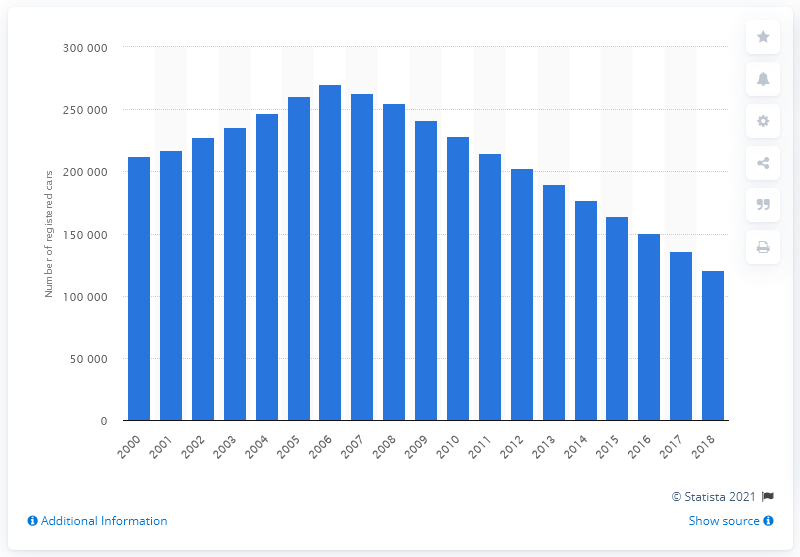 300 000
250 000
200 000
150 000
100 000
50 000
0
Number of registered cars
2000 2001 2002 2003 2004 2005 2006 2007 2008 2009 2010 2011 2012 2013 2014 2015 2016 2017 2018
© Statista 2021
Additional Information Show source